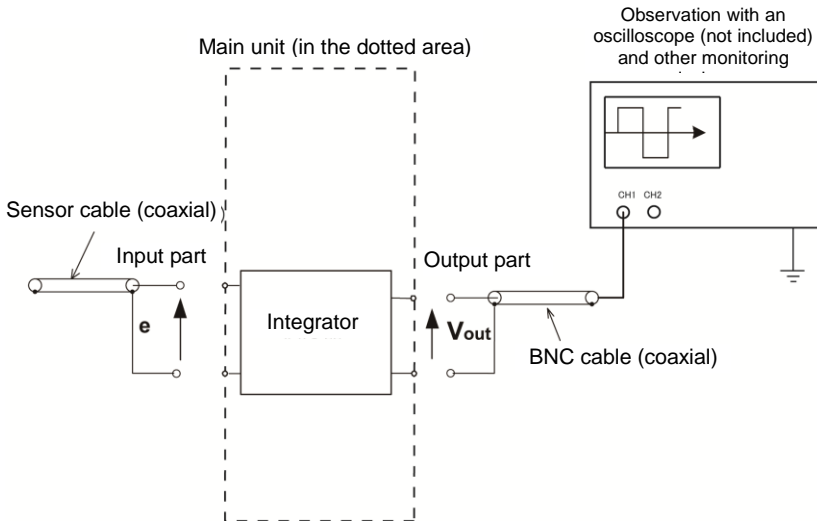 Observation with an
oscilloscope (not included)
and other monitoring
Main unit (in the dotted area)
CH1 CH2
Sensor cable (coaxial)
Input part
Output part
Integrator
e
Vout
BNC cable (coaxial)